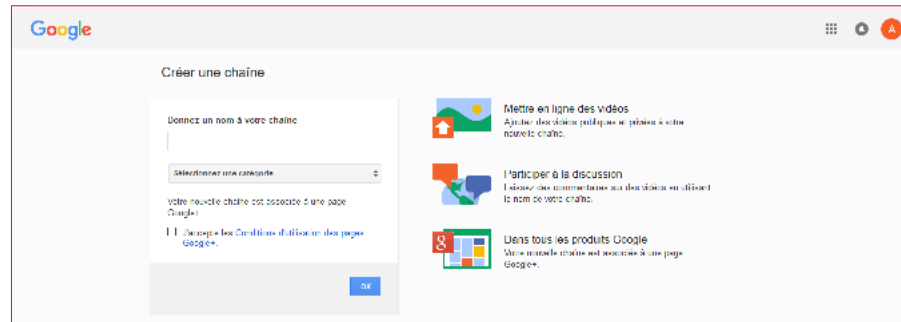 Google
A
Créer une chaîne
Donnez un nom à votre chaîne
Sélectionnez une catégorie
Votre nouvelle chaîne est associée à une page
Google+
J'accepte les Conditions d'utilisation des pages
Google+.
OK
Mettre en ligne des vidéos
Ajoutez des vidéos publiques et privées à votre
nouvelle chaîne.
Participer à la discussion
Laissez des commentaires sur des vidéos en utilisant
le nom de votre chaîne.
g
Dans tous les produits Google
Votre nouvelle chaîne est associée à une page
Google+.